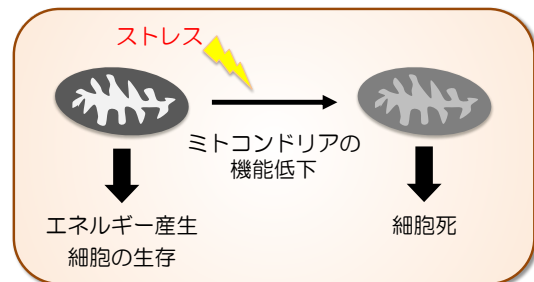 ストレス
ミトコンドリアの
機能低下
エネルギー産生
細胞の生存
細胞死